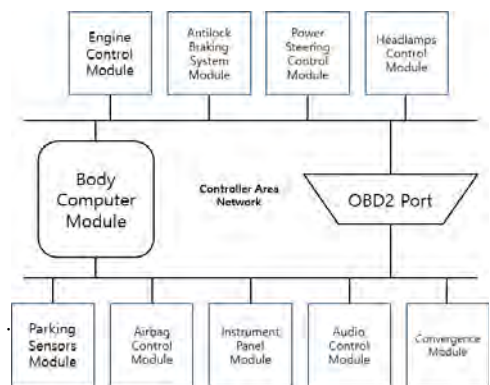 Engine
Control
Module
Antilock
Braking
System
Module
Power
Steering
Control
Module
Headlamps
Control
Module
Body
Computer
Module
Controller Area
Network
OBD2 Port
Parking
Sensors
Module
Airbag
Control
Module
Instrument
Panel
Module
Audio
Control
Module
Convergence
Module